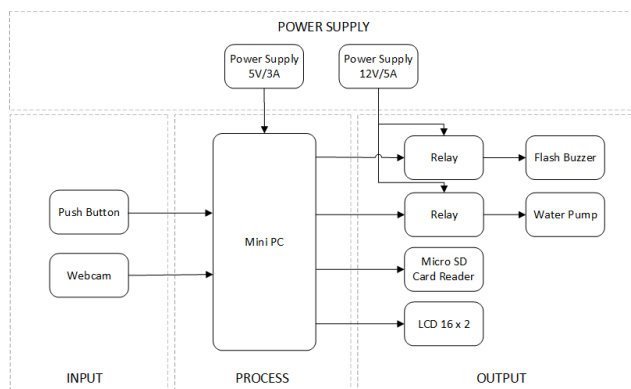 POWER SUPPLY
Power Supply
5V/3A
Power Supply
12V/5A
Relay
Flash Buzzer
Push Button
Relay
Water Pump
Mini PC
Webcam
Micro SD
Card Reader
LCD 16 x 2
INPUT
PROCESS
OUTPUT